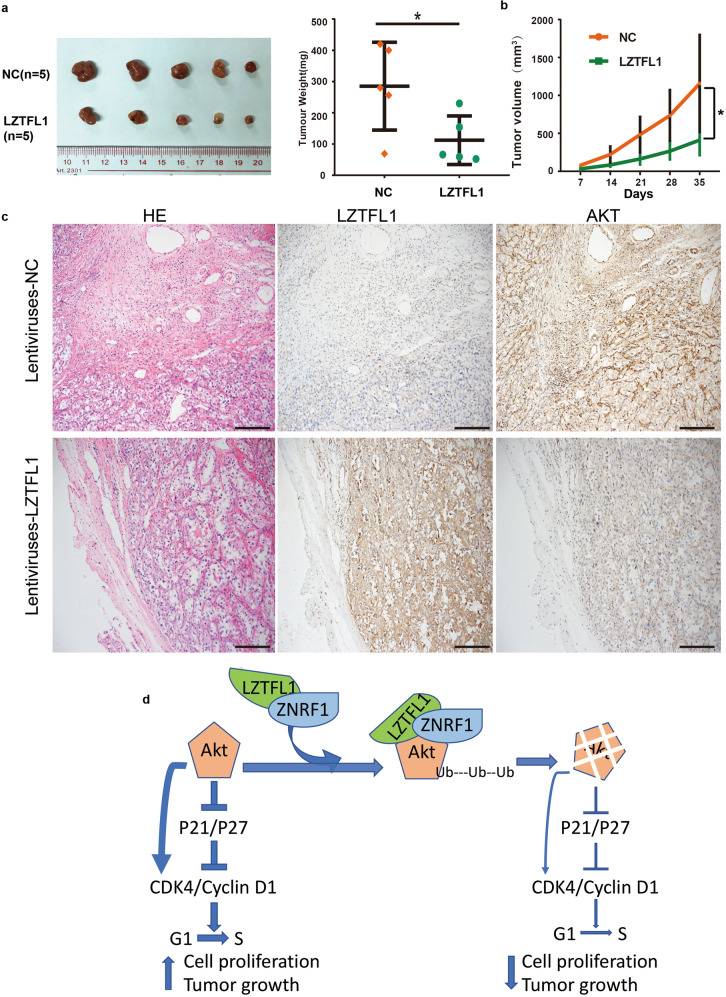 a
NC(n=5)
LZTFL1
(n=5)
10 11 12 13 14 15 16 17 18 19 20
Art. 2301
Tumour Weight(mg)
500
400
300
200
100
0
*
NC
LZTFL1
b
Tumor volume (mm³)
2000
1500
1000
500
0
NC
LZTFL1
*
7 14 21 28 35
Days
c
HE
LZTFL1
AKT
Lentiviruses-NC
Lentiviruses-LZTFL1
d
LZTFL1
ZNRF1
LZTFL1
ZNRF1
Akt
Akt
Ub---Ub--Ub
P21/P27
P21/P27
CDK4/Cyclin D1
CDK4/Cyclin D1
G1 S
G1 S
Cell proliferation
Tumor growth
Cell proliferation
Tumor growth